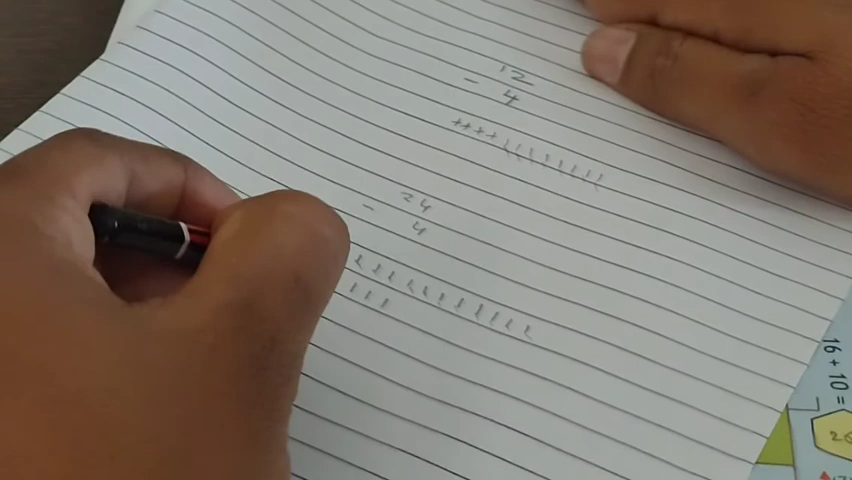 12
- 4
24
- 4
16 + 10 =